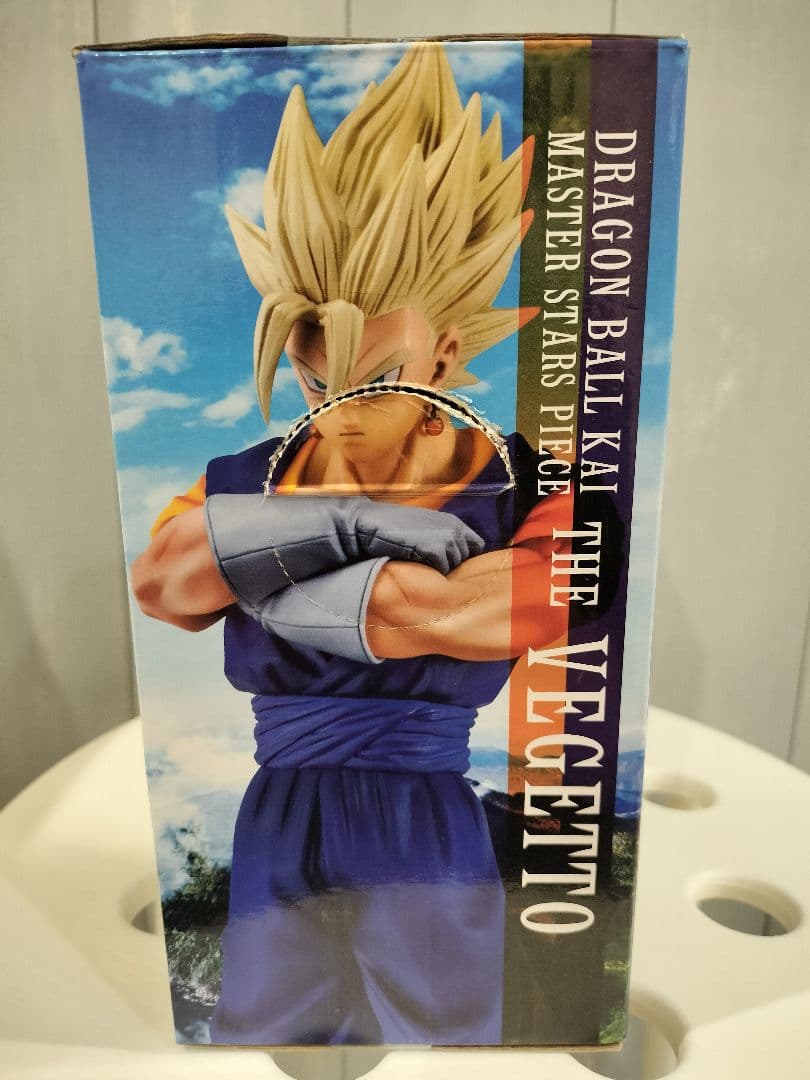 DRAGON BALL KAI THE VEGETTO
MASTER STARS PIECE